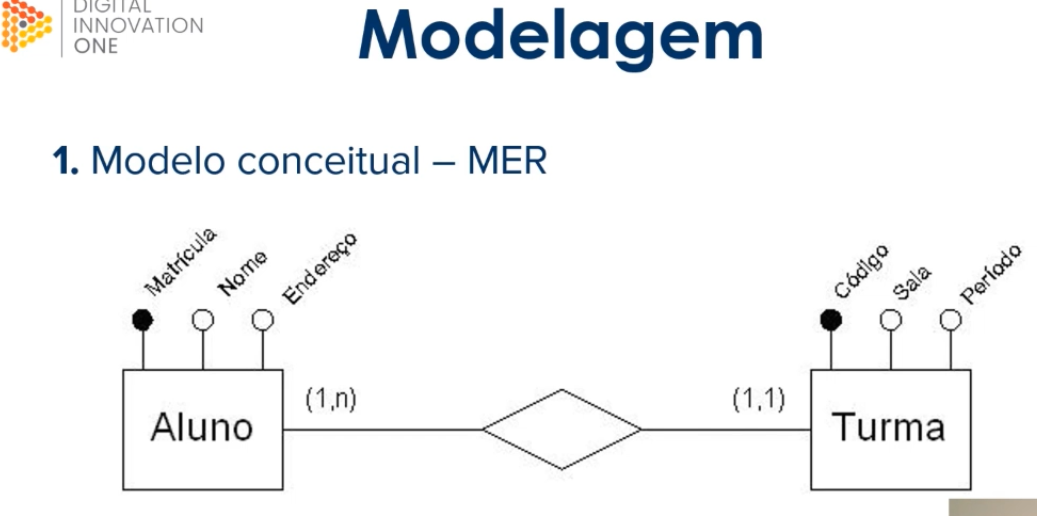 DIGITAL
INNOVATION
ONE
Modelagem
1. Modelo conceitual – MER
Matrícula
Nome
Endereço
Código
Sala
Período
(1,n)
(1,1)
Aluno
Turma